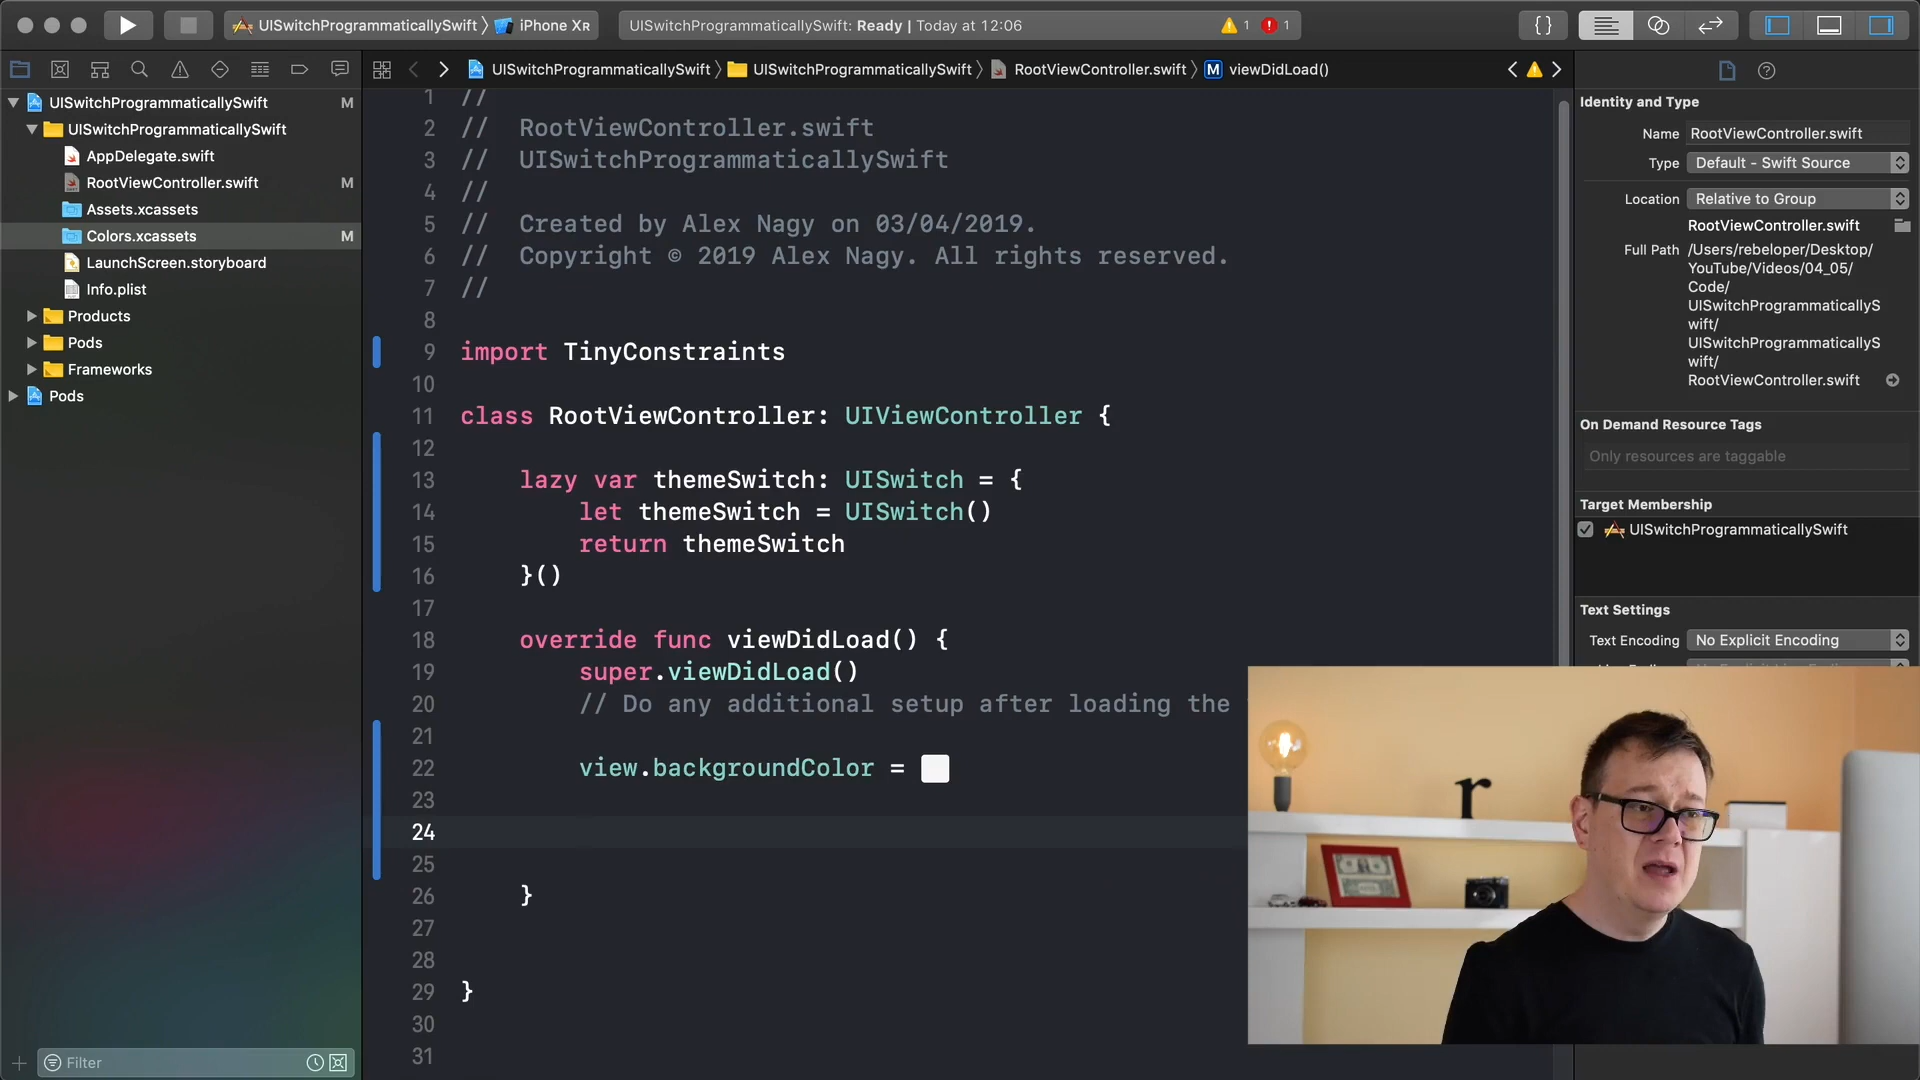 UISwitchProgrammaticallySwift 〉 iPhone XR
UISwitchProgrammaticallySwift: Ready | Today at 12:06
1
1
{}
UISwitchProgrammaticallySwift 〉 UISwitchProgrammaticallySwift 〉 RootViewController.swift 〉 M viewDidLoad()
UISwitchProgrammaticallySwift M
UISwitchProgrammaticallySwift
AppDelegate.swift
RootViewController.swift M
Assets.xcassets
Colors.xcassets M
LaunchScreen.storyboard
Info.plist
Products
Pods
Frameworks
Pods
Filter
1 //
2 // RootViewController.swift
3 // UISwitchProgrammaticallySwift
4 //
5 // Created by Alex Nagy on 03/04/2019.
6 // Copyright © 2019 Alex Nagy. All rights reserved.
7 //
8
9 import TinyConstraints
10
11 class RootViewController: UIViewController {
12
13 lazy var themeSwitch: UISwitch = {
14 let themeSwitch = UISwitch()
15 return themeSwitch
16 }()
17
18 override func viewDidLoad() {
19 super.viewDidLoad()
20 // Do any additional setup after loading the
21
22 view.backgroundColor =
23
24
25
26 }
27
28
29 }
30
31
Identity and Type
Name RootViewController.swift
Type Default - Swift Source
Location Relative to Group
RootViewController.swift
Full Path /Users/rebeloper/Desktop/
YouTube/Videos/04_05/
Code/
UISwitchProgrammaticallyS
wift/
UISwitchProgrammaticallyS
wift/
RootViewController.swift
On Demand Resource Tags
Only resources are taggable
Target Membership
UISwitchProgrammaticallySwift
Text Settings
Text Encoding No Explicit Encoding
r